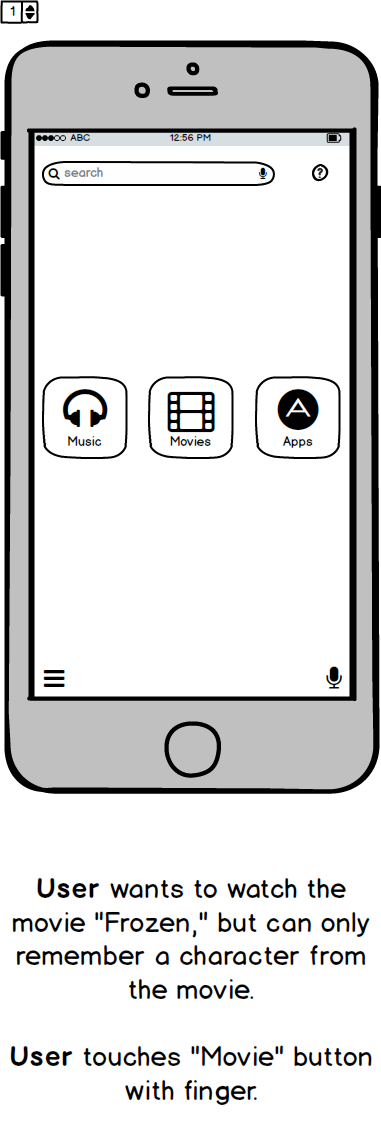 1
ABC 12:56 PM
search
?
Music Movies Apps
User wants to watch the
movie "Frozen," but can only
remember a character from
the movie.
User touches "Movie" button
with finger.